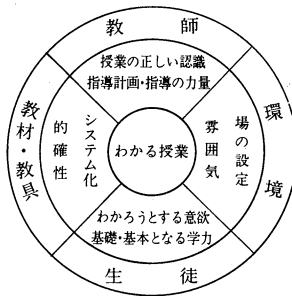 教師
授業の正しい認識
指導計画・指導の力量
教材・教具
的確性
システム化
わかる授業
雰囲気
場の設定
環境
わかろうとする意欲
基礎・基本となる学力
生徒